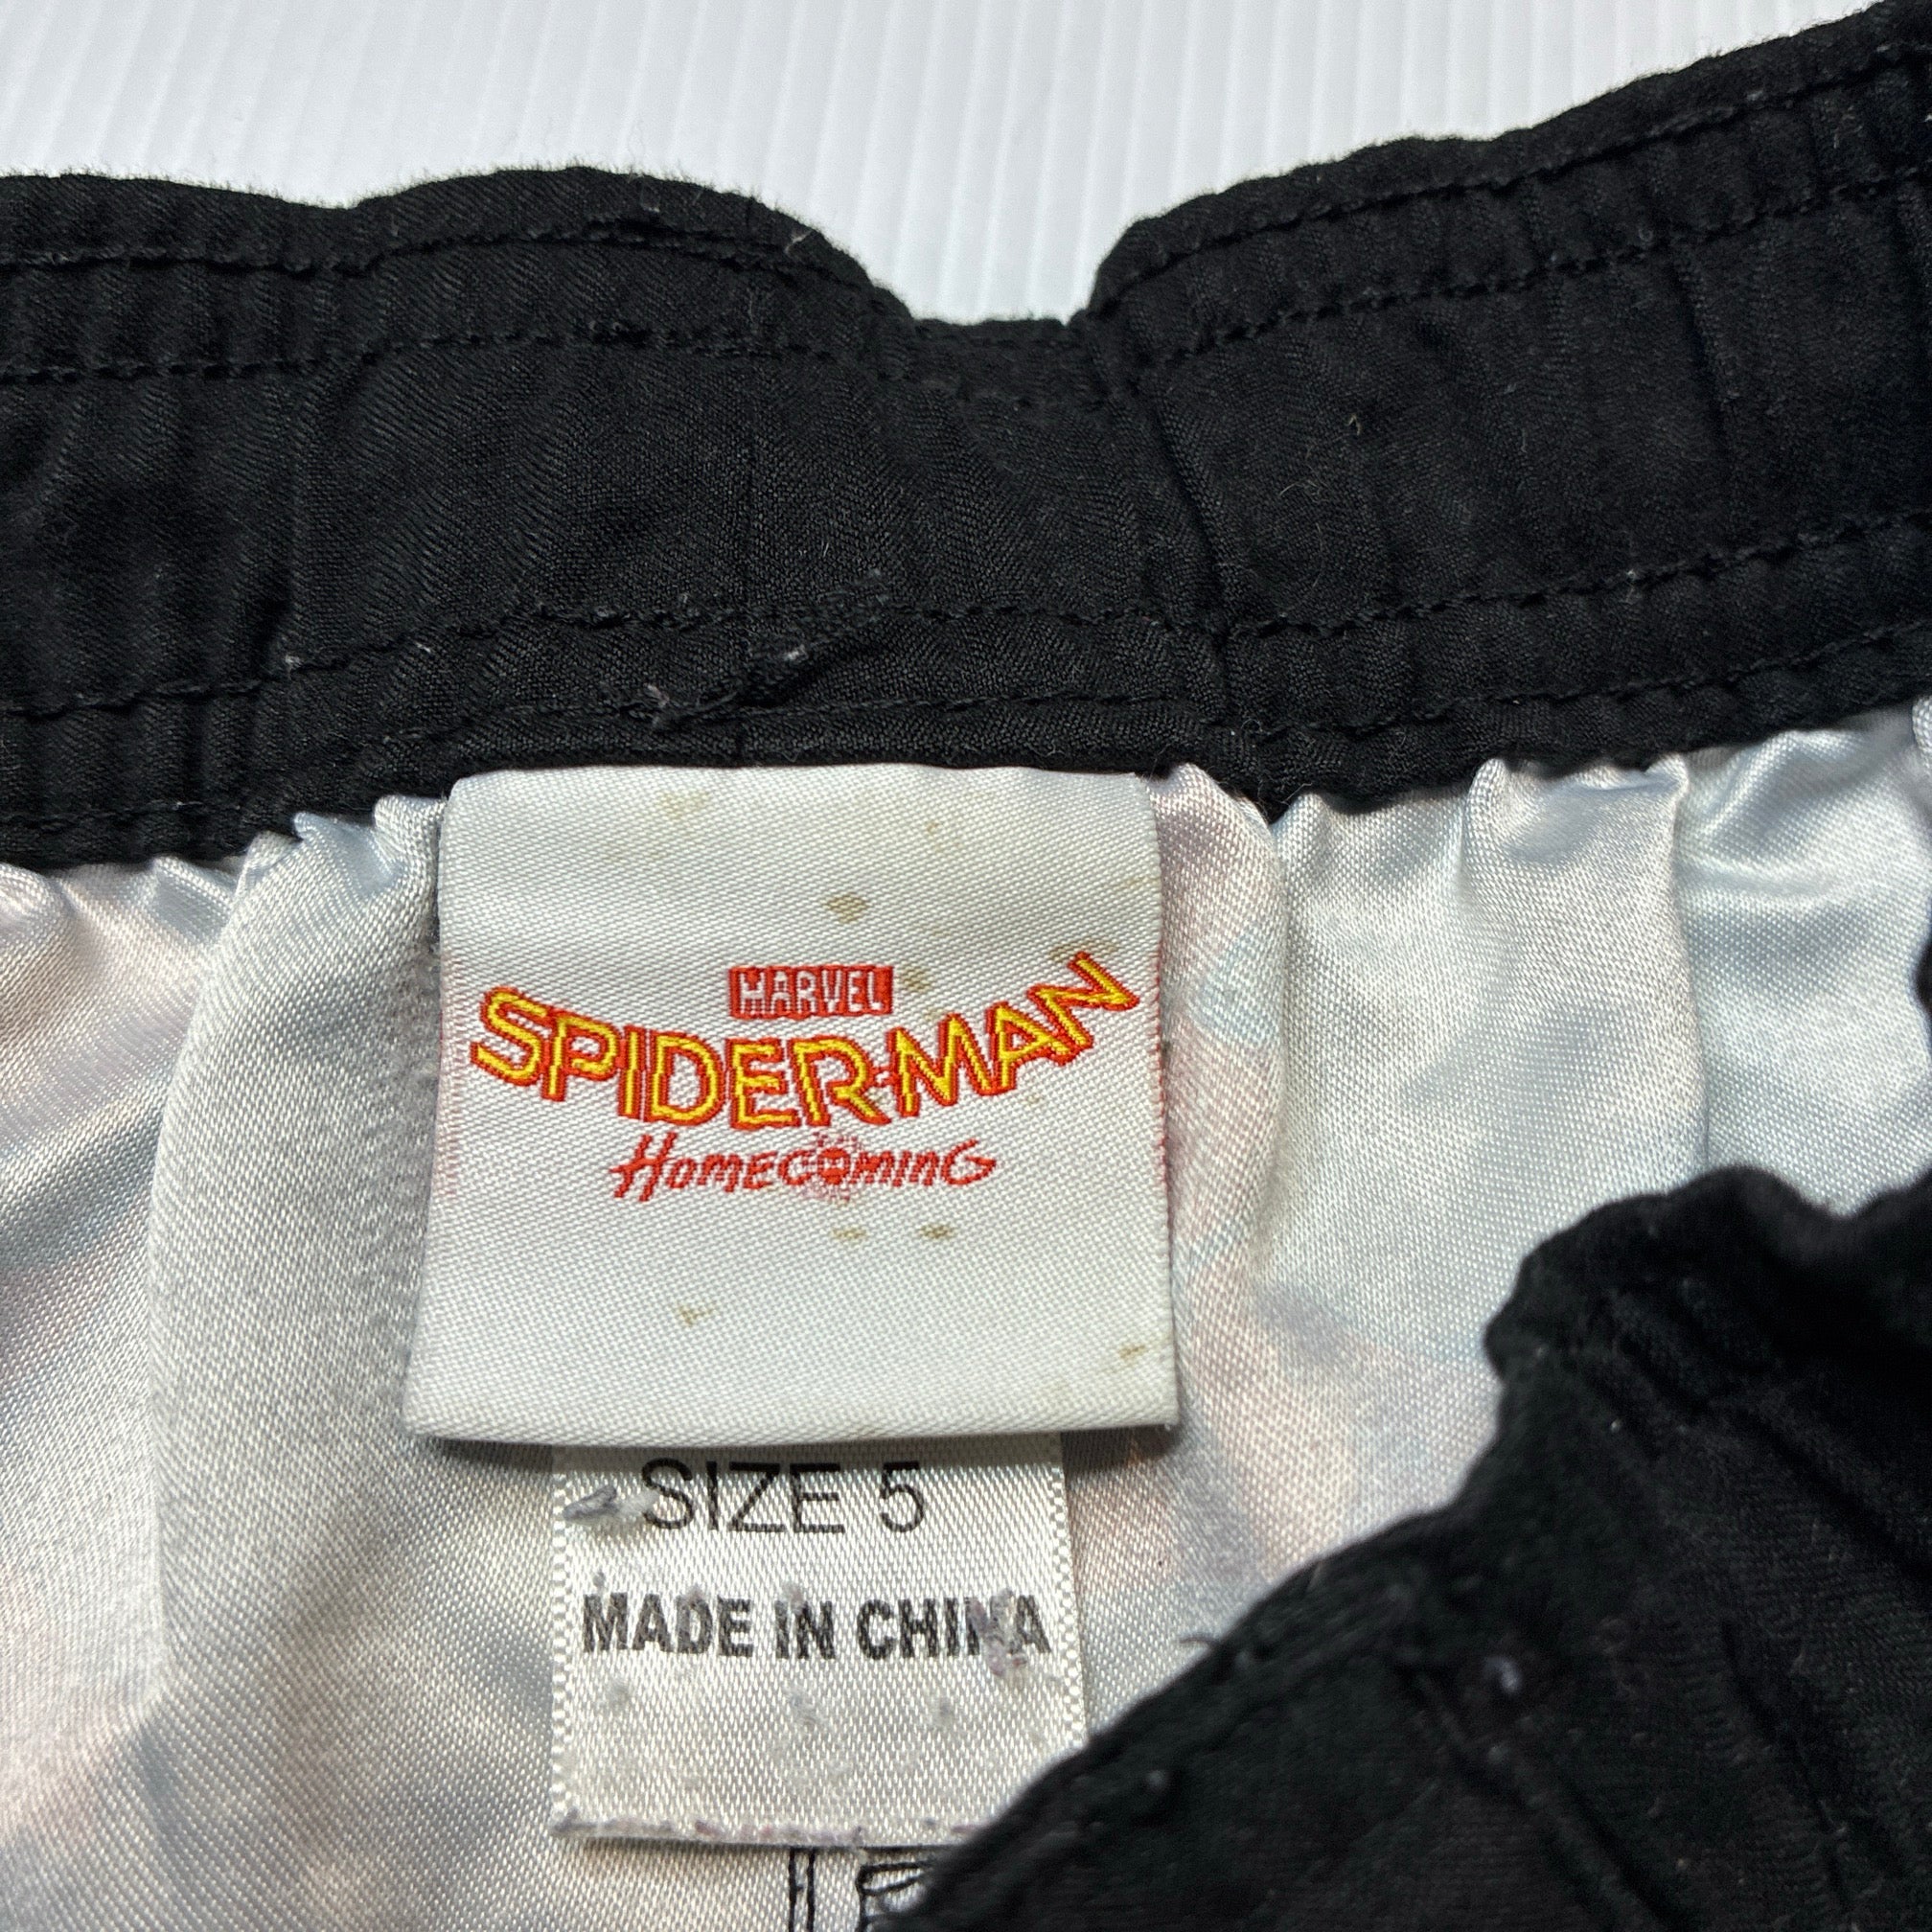 MARVEL
SPIDER-MAN
HOMECOMING
SIZE 5
MADE IN CHINA